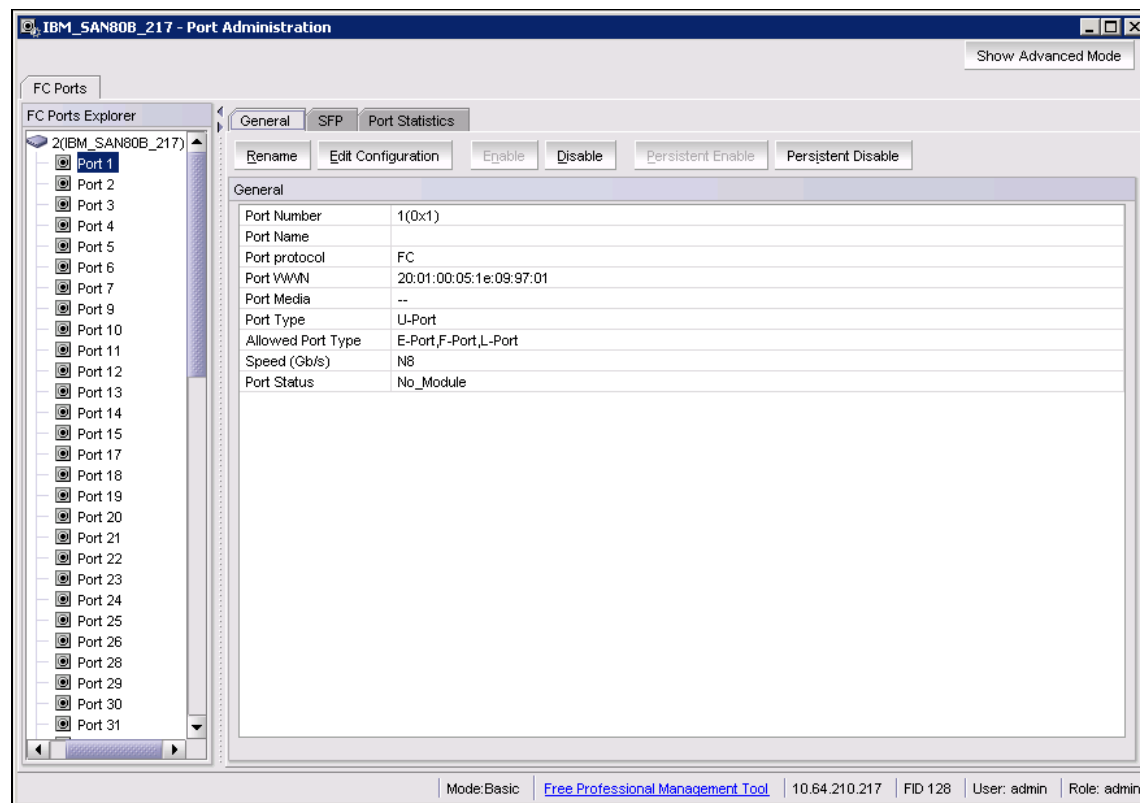 IBM_SAN80B_217 - Port Administration
Show Advanced Mode
FC Ports
FC Ports Explorer
2(IBM_SAN80B_217)
Port 1
Port 2
Port 3
Port 4
Port 5
Port 6
Port 7
Port 9
Port 10
Port 11
Port 12
Port 13
Port 14
Port 15
Port 17
Port 18
Port 19
Port 20
Port 21
Port 22
Port 23
Port 24
Port 25
Port 26
Port 28
Port 29
Port 30
Port 31
General SFP Port Statistics
Rename Edit Configuration Enable Disable Persistent Enable Persistent Disable
General
Port Number 1(0x1)
Port Name
Port protocol FC
Port WWN 20:01:00:05:1e:09:97:01
Port Media --
Port Type U-Port
Allowed Port Type E-Port,F-Port,L-Port
Speed (Gb/s) N8
Port Status No_Module
Mode:Basic Free Professional Management Tool 10.64.210.217 FID 128 User: admin Role: admin